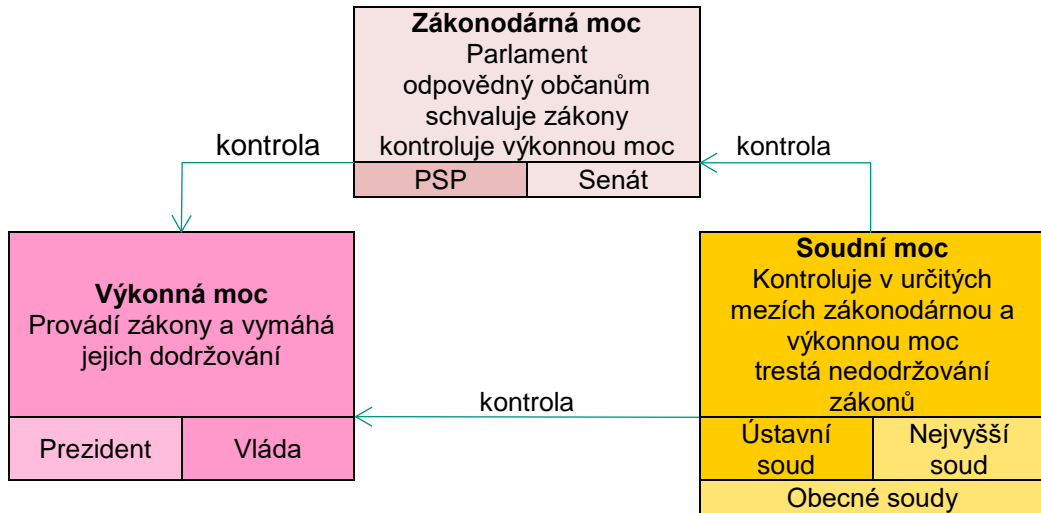 Zákonodárná moc
Parlament
odpovědný občanům
schvaluje zákony
kontroluje výkonnou moc
PSP
Senát
kontrola
kontrola
Výkonná moc
Provádí zákony a vymáhá
jejich dodržování
Prezident
Vláda
kontrola
Soudní moc
Kontroluje v určitých
mezích zákonodárnou a
výkonnou moc
trestá nedodržování
zákonů
Ústavní
soud
Nejvyšší
soud
Obecné soudy